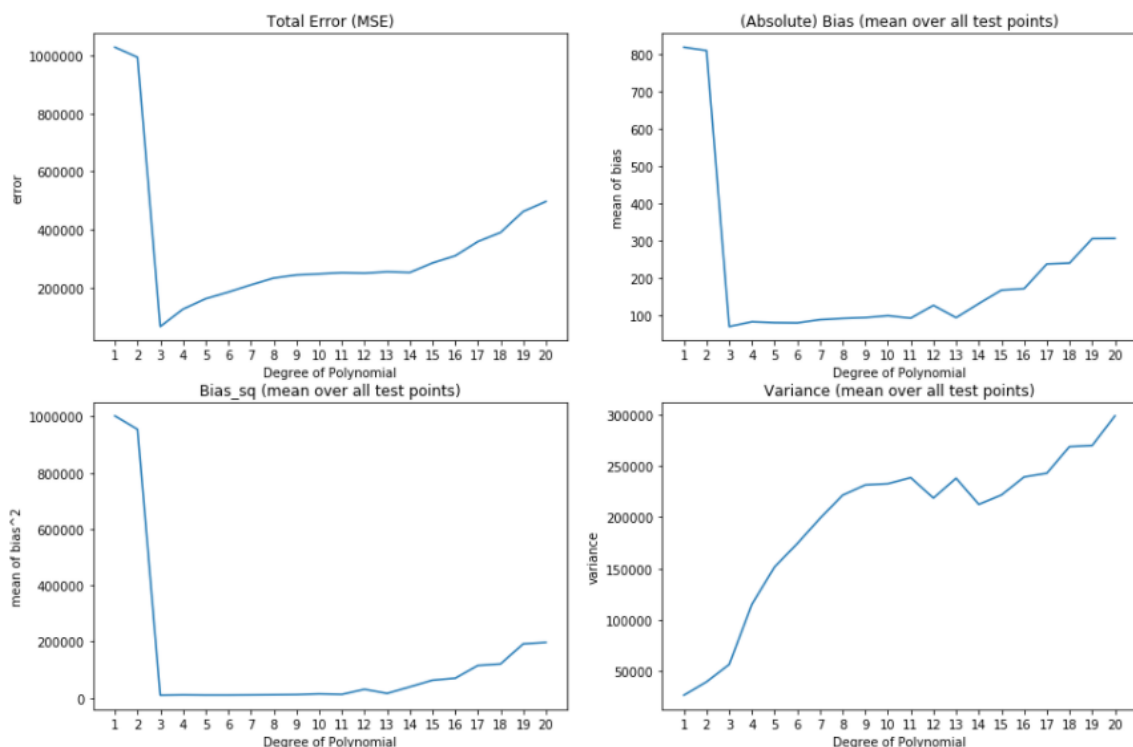 Total Error (MSE)
error
1000000
800000
600000
400000
200000
1 2 3 4 5 6 7 8 9 10 11 12 13 14 15 16 17 18 19 20
Degree of Polynomial
(Absolute) Bias (mean over all test points)
mean of bias
800
700
600
500
400
300
200
100
1 2 3 4 5 6 7 8 9 10 11 12 13 14 15 16 17 18 19 20
Degree of Polynomial
Bias_sq (mean over all test points)
mean of bias^2
1000000
800000
600000
400000
200000
0
1 2 3 4 5 6 7 8 9 10 11 12 13 14 15 16 17 18 19 20
Degree of Polynomial
Variance (mean over all test points)
variance
300000
250000
200000
150000
100000
50000
1 2 3 4 5 6 7 8 9 10 11 12 13 14 15 16 17 18 19 20
Degree of Polynomial